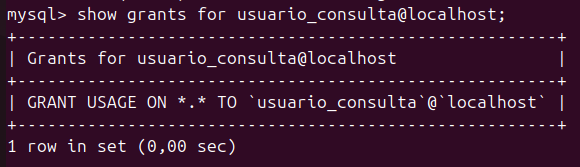 mysql> show grants for usuario_consulta@localhost;
+-----------------------------------------------------+
| Grants for usuario_consulta@localhost               |
+-----------------------------------------------------+
| GRANT USAGE ON *.* TO `usuario_consulta`@`localhost` |
+-----------------------------------------------------+
1 row in set (0,00 sec)